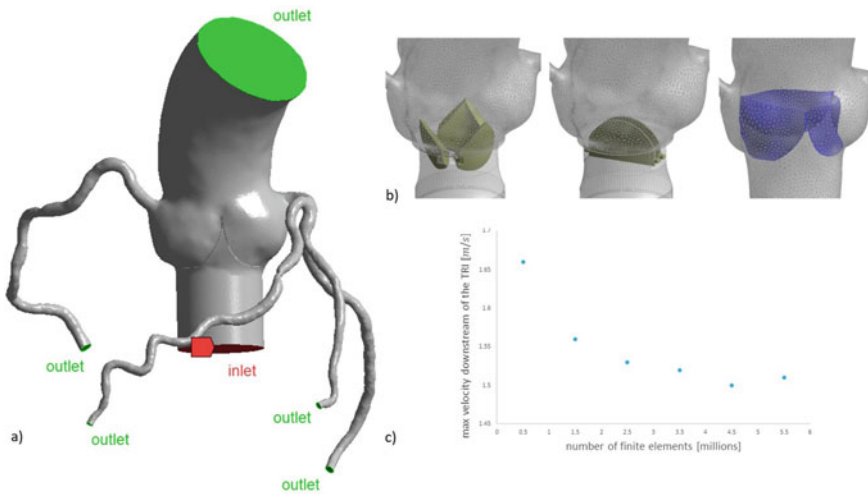 outlet
b)
outlet
outlet
inlet
outlet
outlet
a)
c)
max velocity downstream of the TRI [m/s]
1.7
1.65
1.6
1.55
1.5
1.45
0 0.5 1 1.5 2 2.5 3 3.5 4 4.5 5 5.5 6
number of finite elements [millions]